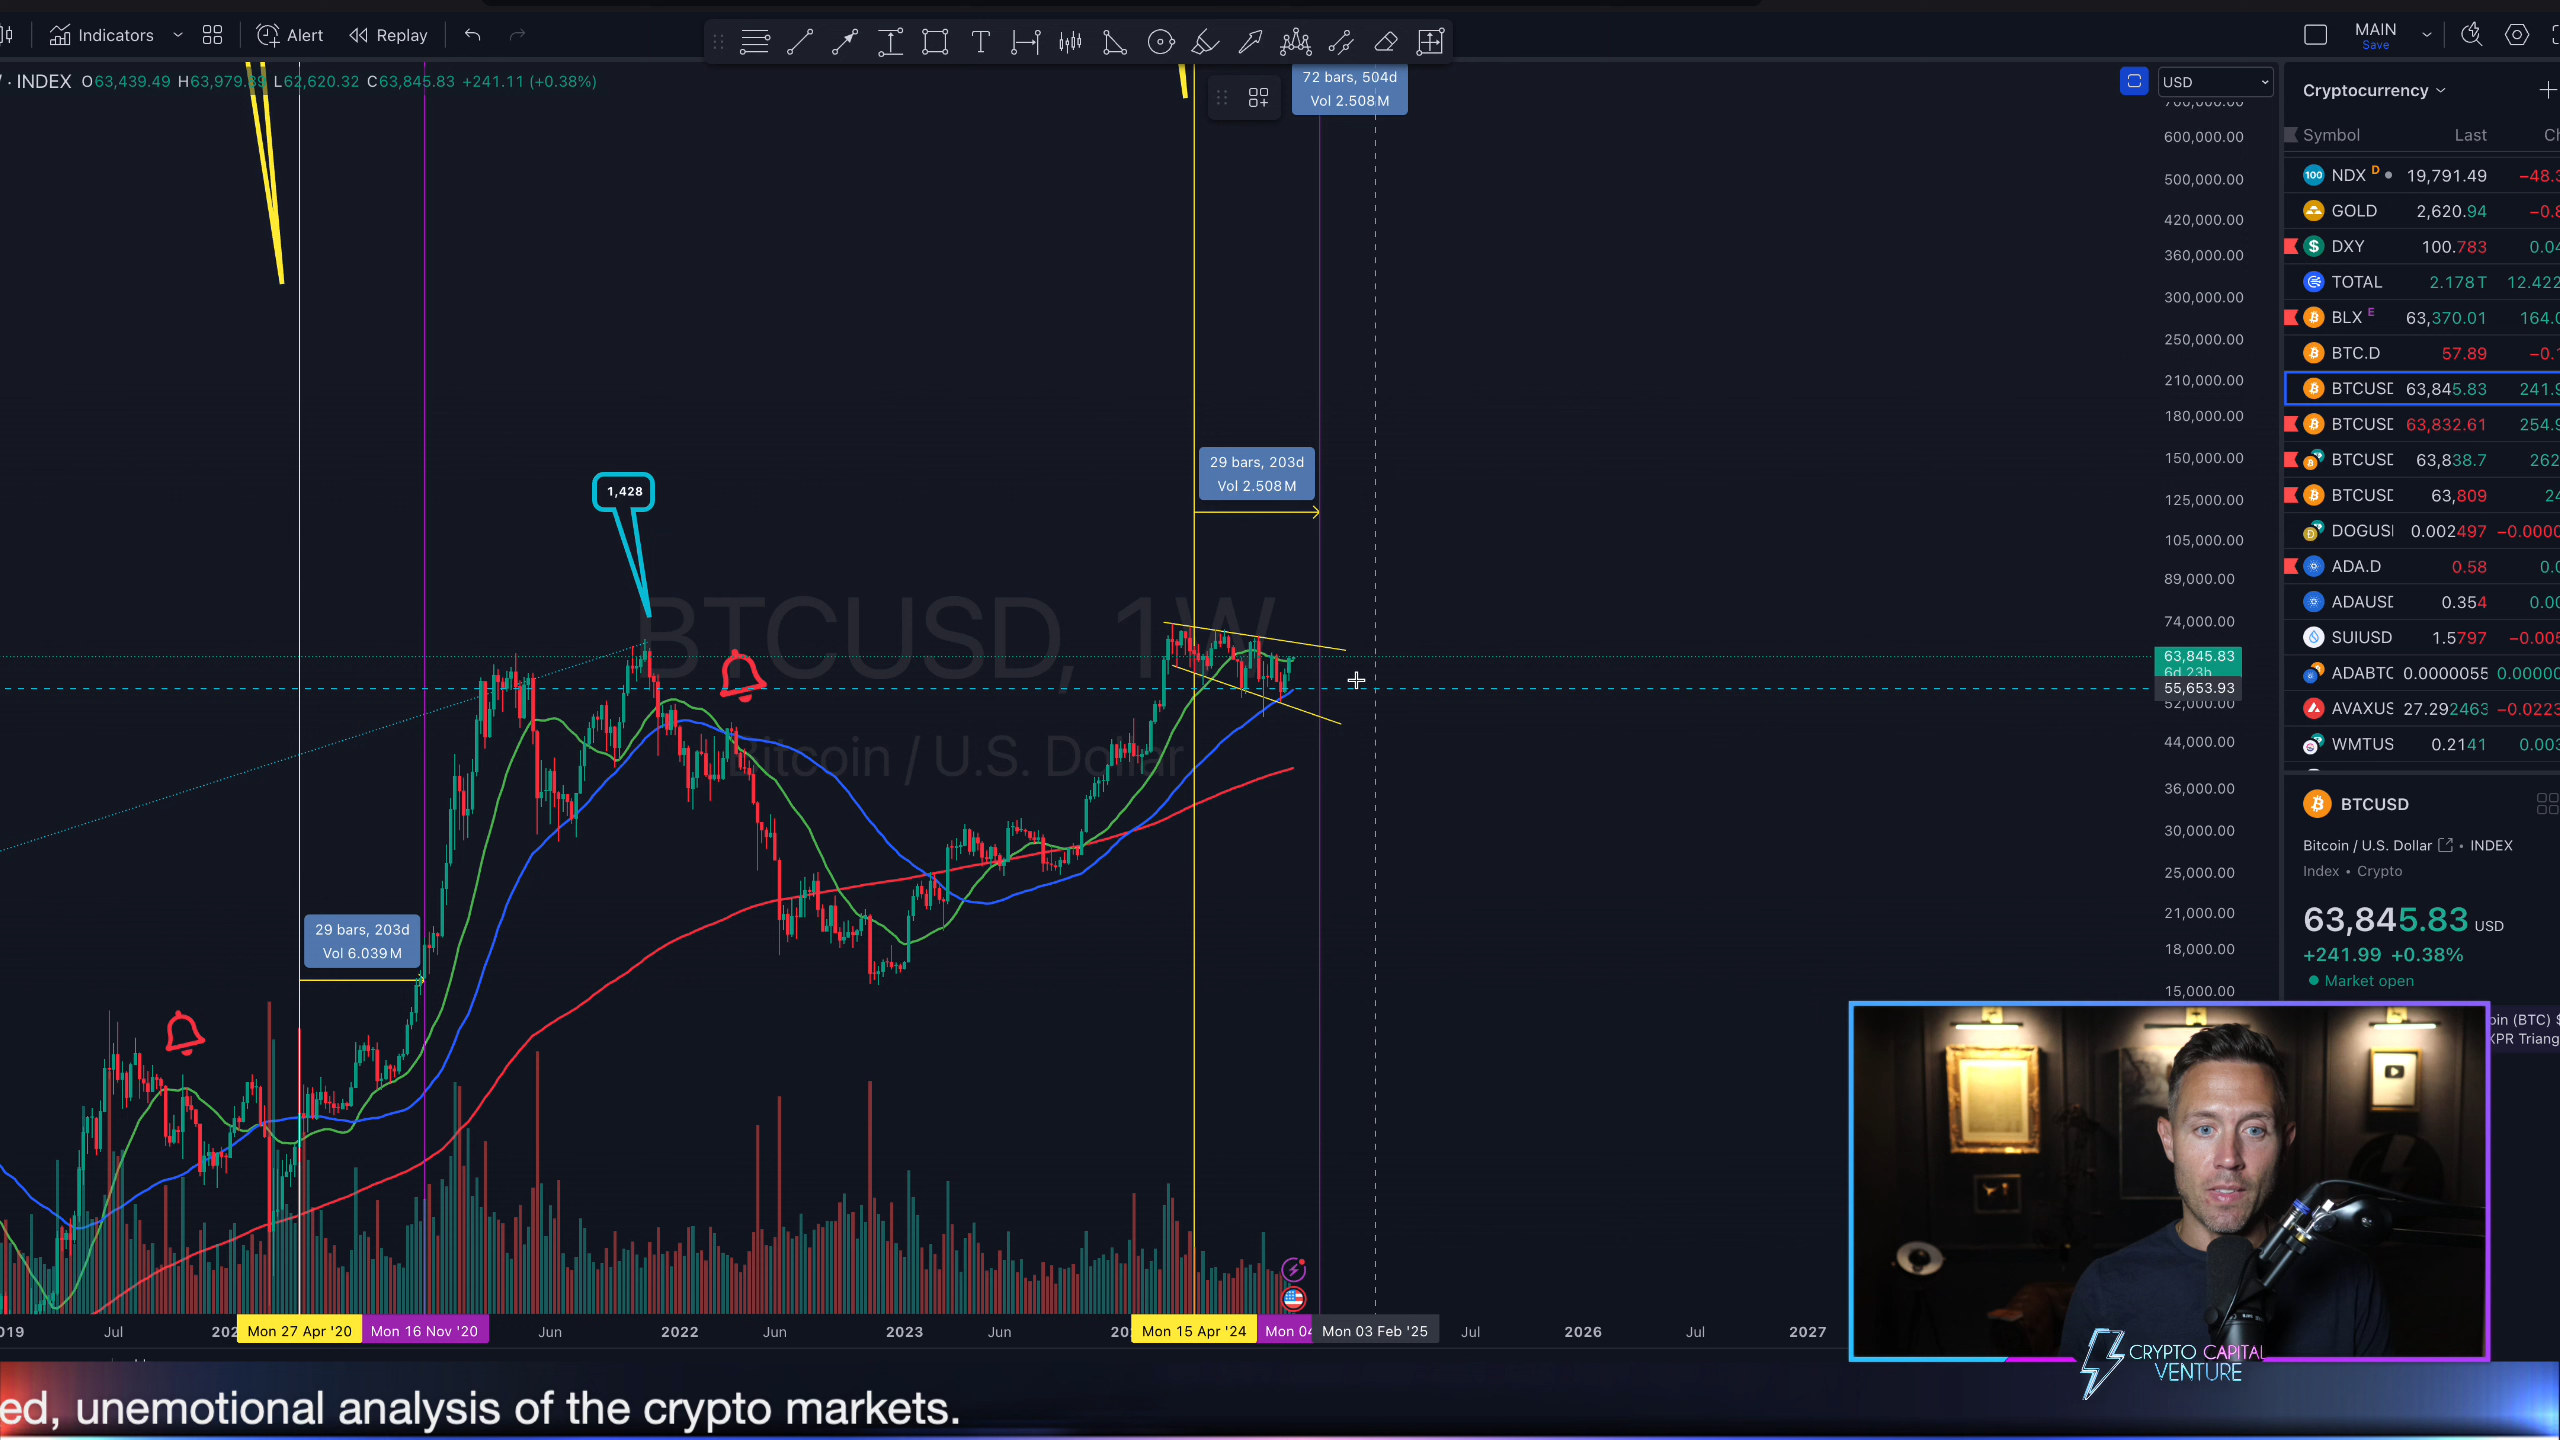 Indicators
Alert
Replay
MAIN
Save
· INDEX O63,439.49 H63,979.89 L62,620.32 C63,845.83 +241.11 (+0.38%)
72 bars, 504d
Vol 2.508M
USD
600,000.00
500,000.00
420,000.00
360,000.00
300,000.00
250,000.00
210,000.00
180,000.00
150,000.00
125,000.00
105,000.00
89,000.00
74,000.00
63,845.83
6d 23h
55,653.93
52,000.00
44,000.00
36,000.00
30,000.00
25,000.00
21,000.00
18,000.00
15,000.00
29 bars, 203d
Vol 2.508M
1,428
BTCUSD, 1W
Bitcoin / U.S. Dollar
29 bars, 203d
Vol 6.039M
019
Jul
202
Mon 27 Apr '20
Mon 16 Nov '20
Jun
2022
Jun
2023
Jun
20
Mon 15 Apr '24
Mon 04
Mon 03 Feb '25
Jul
2026
Jul
2027
Cryptocurrency
Symbol Last Ch
NDX D 19,791.49 −48.3
GOLD 2,620.94 −0.8
DXY 100.783 0.04
TOTAL 2.178T 12.422
BLX E 63,370.01 164.0
BTC.D 57.89 −0.1
BTCUSD 63,845.83 241.9
BTCUSD 63,832.61 254.9
BTCUSD 63,838.7 262
BTCUSD 63,809 24
DOGUSI 0.002497 −0.0000
ADA.D 0.58 0.0
ADAUSD 0.354 0.00
SUIUSD 1.5797 −0.005
ADABTC 0.0000055 0.0000
AVAXUS 27.292463 −0.0223
WMTUS 0.2141 0.003
BTCUSD
Bitcoin / U.S. Dollar • INDEX
Index • Crypto
63,845.83 USD
+241.99 +0.38%
Market open
oin (BTC) $
XPR Triang
CRYPTO CAPITAL
VENTURE
ed, unemotional analysis of the crypto markets.